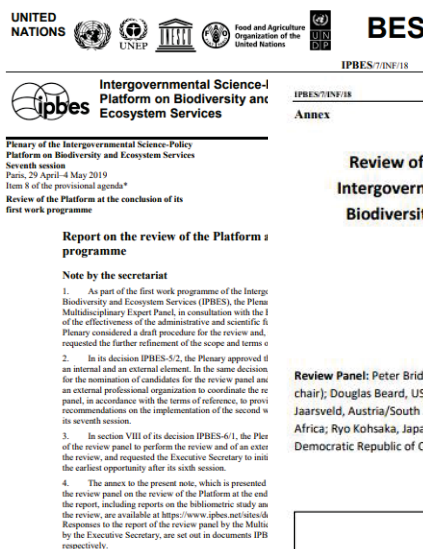 UNITED
NATIONS
UNEP
Food and Agriculture
Organization of the
United Nations
U N
D P
BES
IPBES/7/INF/18
ipbes
Intergovernmental Science-
Platform on Biodiversity and
Ecosystem Services
Plenary of the Intergovernmental Science-Policy
Platform on Biodiversity and Ecosystem Services
Seventh session
Paris, 29 April–4 May 2019
Item 8 of the provisional agenda*
Review of the Platform at the conclusion of its
first work programme
Report on the review of the Platform a
programme
Note by the secretariat
1. As part of the first work programme of the Intergo
Biodiversity and Ecosystem Services (IPBES), the Plena
Multidisciplinary Expert Panel, in consultation with the
of the effectiveness of the administrative and scientific fu
Plenary considered a draft procedure for the review and,
requested the further refinement of the scope and terms o
2. In its decision IPBES-5/2, the Plenary approved th
an internal and an external element. In the same decision
for the nomination of candidates for the review panel and
an external professional organization to coordinate the re
panel, in accordance with the terms of reference, to provi
recommendations on the implementation of the second w
its seventh session.
3. In section VIII of its decision IPBES-6/1, the Plen
of the review panel to perform the review and of an exter
the review, and requested the Executive Secretary to initi
the earliest opportunity after its sixth session.
4. The annex to the present note, which is presented
the review panel on the review of the Platform at the end
the report, including reports on the bibliometric study an
the review, are available at https://www.ipbes.net/sites/de
Responses to the report of the review panel by the Multid
by the Executive Secretary, are set out in documents IPB
respectively.
IPBES/7/INF/18
Annex
Review of
Intergovern
Biodiversit
Review Panel: Peter Brid
chair); Douglas Beard, US
Jaarsveld, Austria/South
Africa; Ryo Kohsaka, Japa
Democratic Republic of C